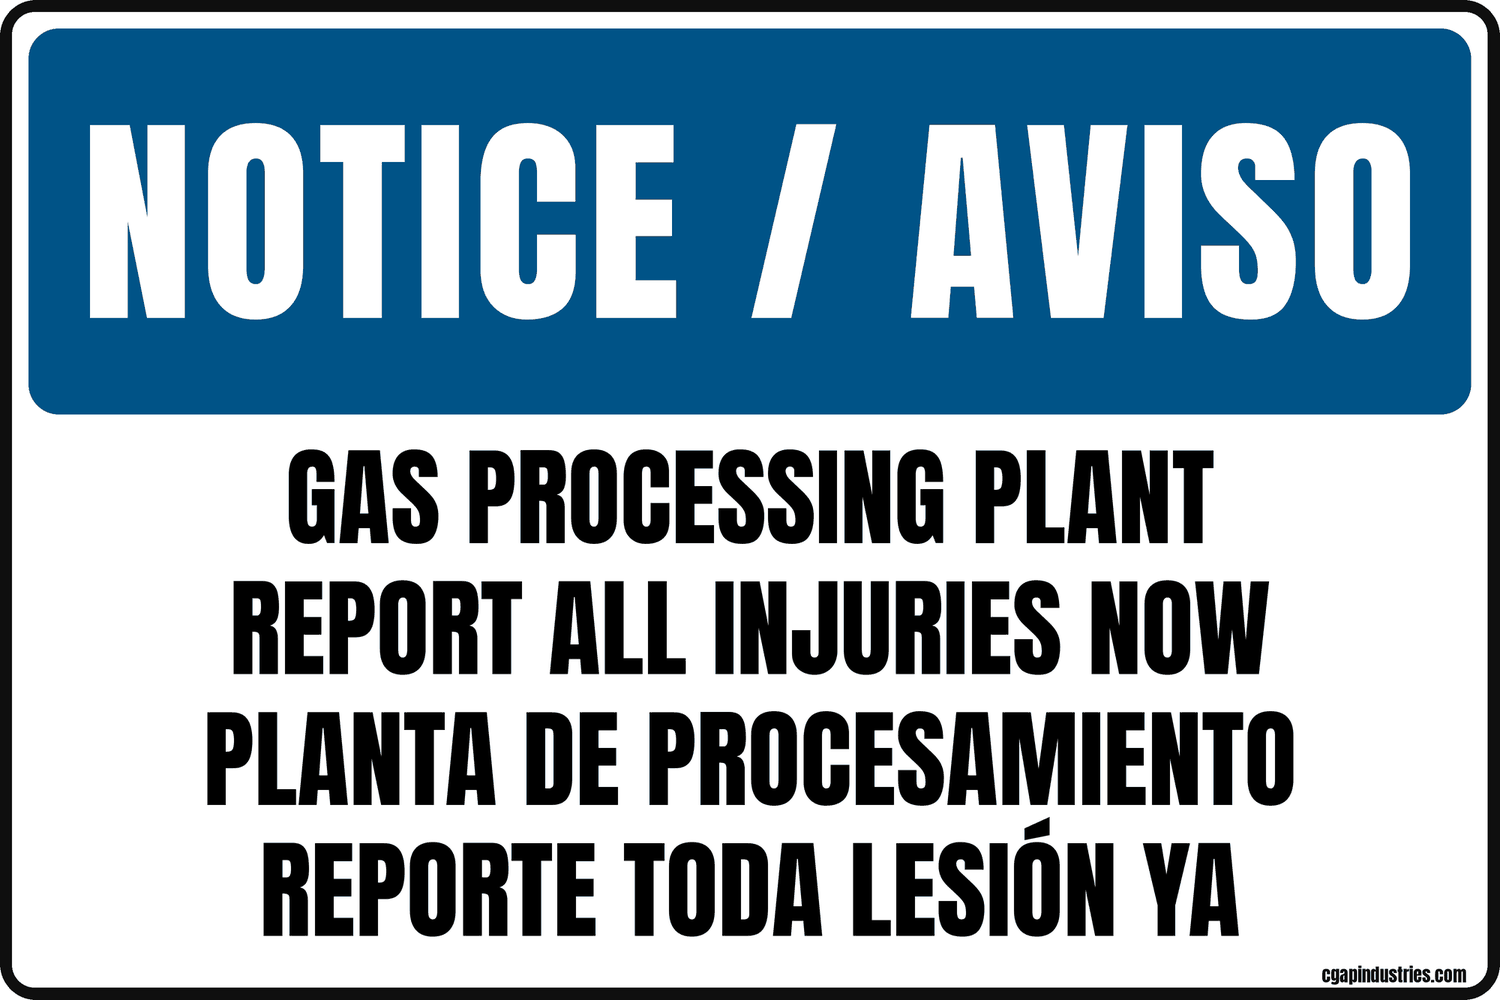 NOTICE / AVISO
GAS PROCESSING PLANT
REPORT ALL INJURIES NOW
PLANTA DE PROCESAMIENTO
REPORTE TODA LESIÓN YA
cgapindustries.com